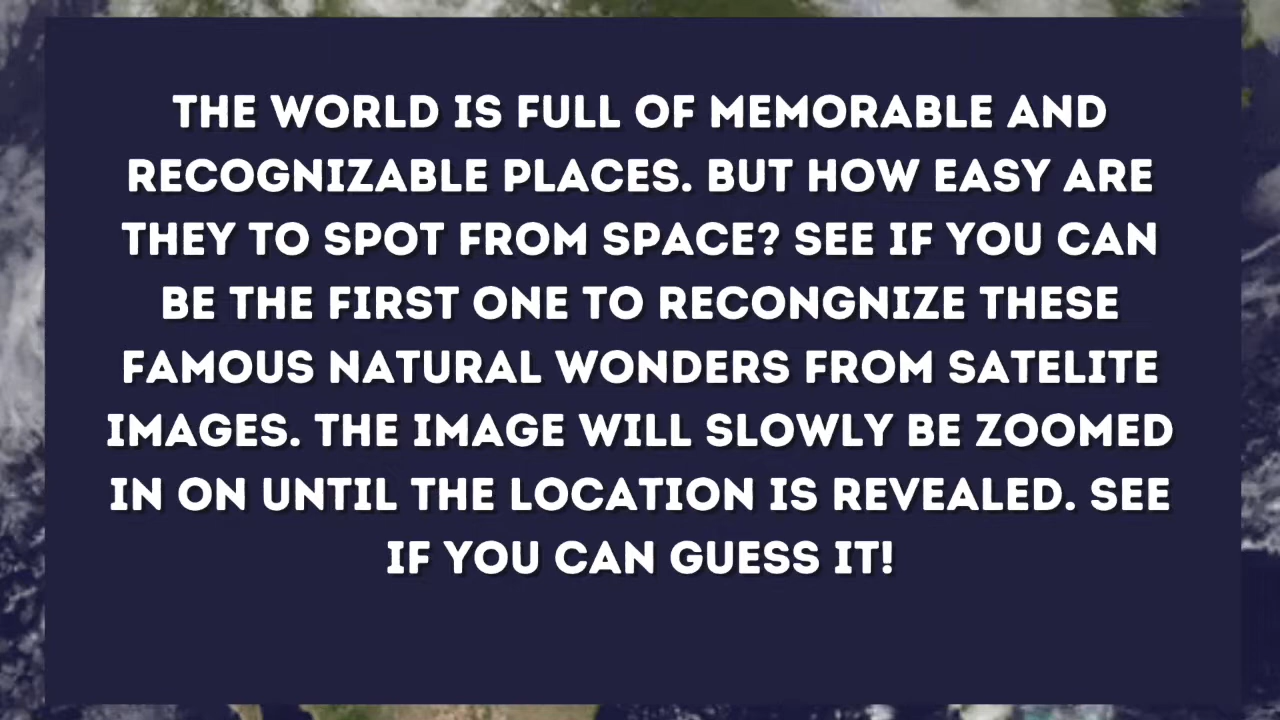 THE WORLD IS FULL OF MEMORABLE AND
RECOGNIZABLE PLACES. BUT HOW EASY ARE
THEY TO SPOT FROM SPACE? SEE IF YOU CAN
BE THE FIRST ONE TO RECONGNIZE THESE
FAMOUS NATURAL WONDERS FROM SATELITE
IMAGES. THE IMAGE WILL SLOWLY BE ZOOMED
IN ON UNTIL THE LOCATION IS REVEALED. SEE
IF YOU CAN GUESS IT!